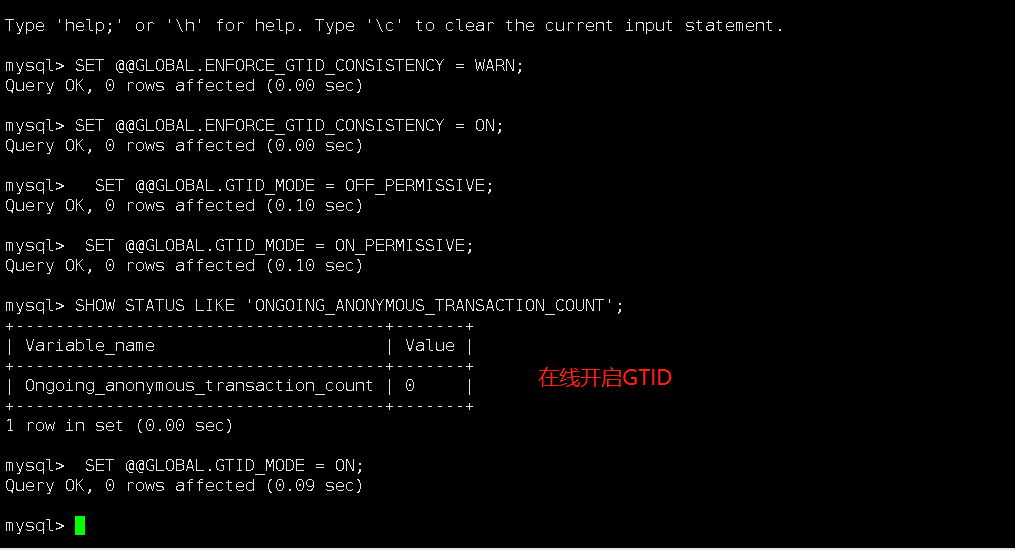 Type 'help;' or '\h' for help. Type '\c' to clear the current input statement.
mysql> SET @@GLOBAL.ENFORCE_GTID_CONSISTENCY = WARN;
Query OK, 0 rows affected (0.00 sec)
mysql> SET @@GLOBAL.ENFORCE_GTID_CONSISTENCY = ON;
Query OK, 0 rows affected (0.00 sec)
mysql>   SET @@GLOBAL.GTID_MODE = OFF_PERMISSIVE;
Query OK, 0 rows affected (0.10 sec)
mysql>  SET @@GLOBAL.GTID_MODE = ON_PERMISSIVE;
Query OK, 0 rows affected (0.10 sec)
mysql> SHOW STATUS LIKE 'ONGOING_ANONYMOUS_TRANSACTION_COUNT';
+-------------------------------------+-------+
| Variable_name                       | Value |
+-------------------------------------+-------+
| Ongoing_anonymous_transaction_count | 0     |
+-------------------------------------+-------+
在线开启GTID
1 row in set (0.00 sec)
mysql>  SET @@GLOBAL.GTID_MODE = ON;
Query OK, 0 rows affected (0.09 sec)
mysql>